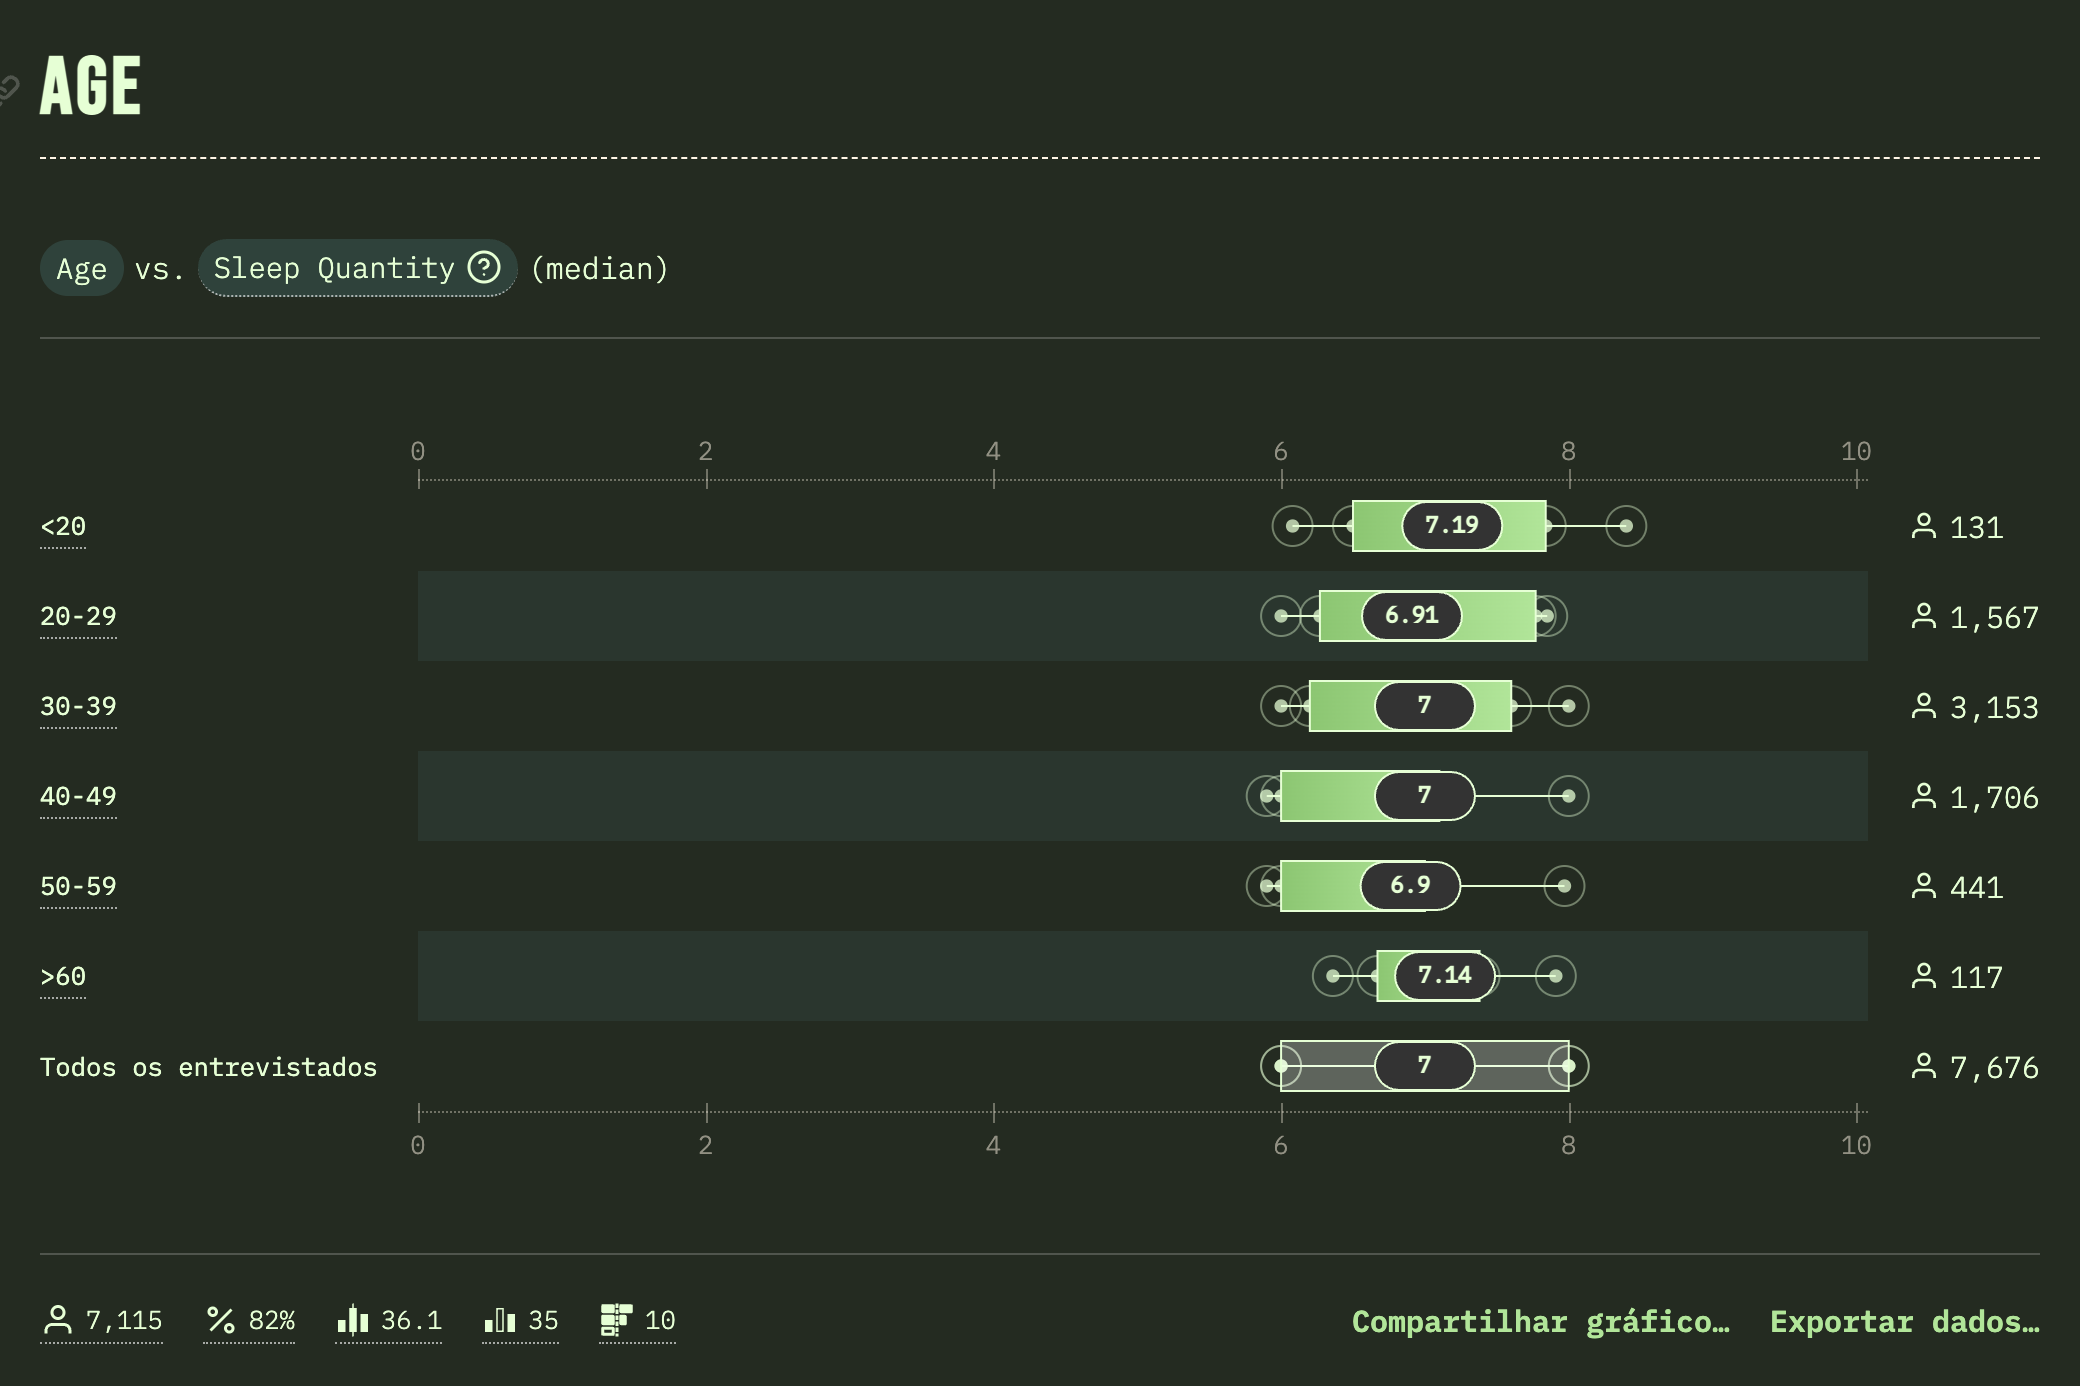 AGE
Age vs. Sleep Quantity ? (median)
0 2 4 6 8 10
<20 7.19 131
20-29 6.91 1,567
30-39 7 3,153
40-49 7 1,706
50-59 6.9 441
>60 7.14 117
Todos os entrevistados 7 7,676
0 2 4 6 8 10
7,115 82% 36.1 35 10 Compartilhar gráfico… Exportar dados…